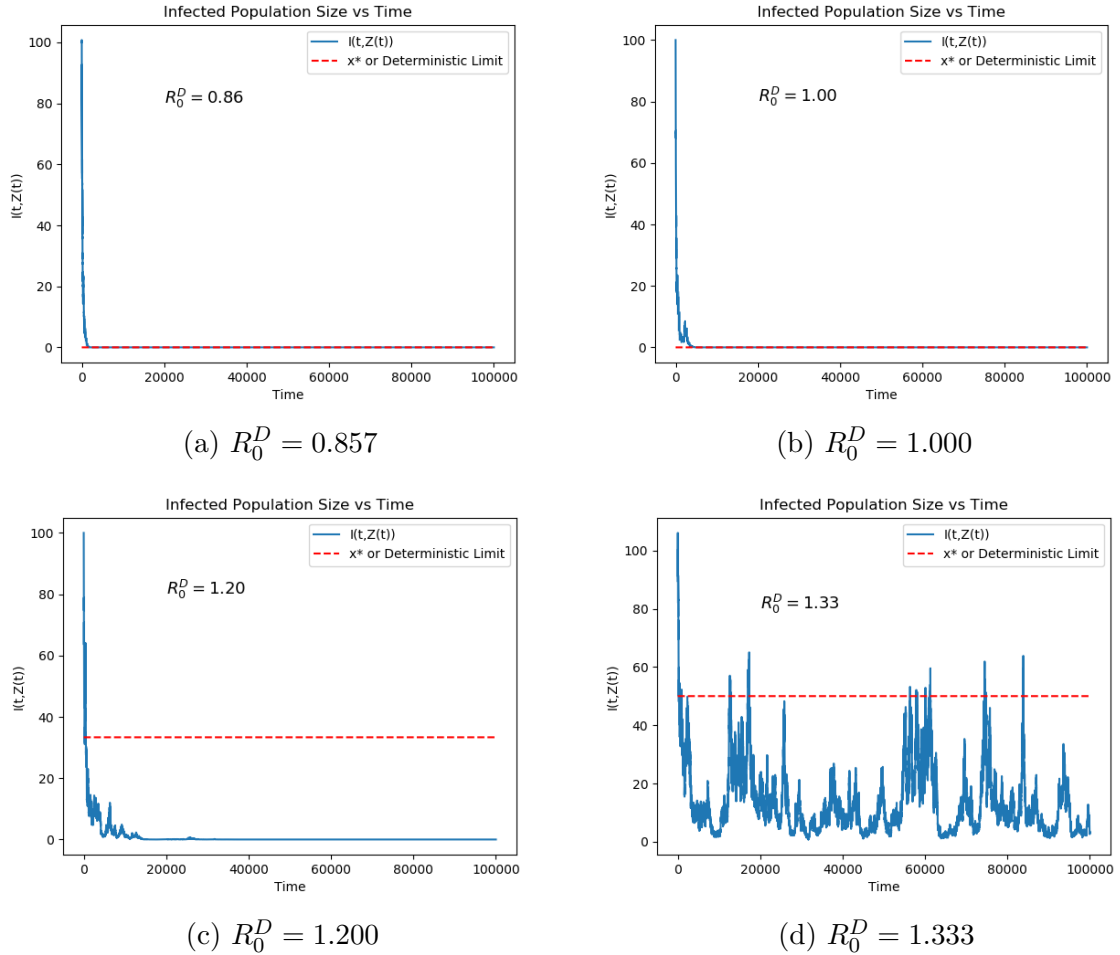 Infected Population Size vs Time
I(t,Z(t))
x* or Deterministic Limit
R_0^D = 0.86
100
80
60
40
20
0
I(t,Z(t))
0 20000 40000 60000 80000 100000
Time
(a) R_0^D = 0.857
Infected Population Size vs Time
I(t,Z(t))
x* or Deterministic Limit
R_0^D = 1.00
100
80
60
40
20
0
I(t,Z(t))
0 20000 40000 60000 80000 100000
Time
(b) R_0^D = 1.000
Infected Population Size vs Time
I(t,Z(t))
x* or Deterministic Limit
R_0^D = 1.20
100
80
60
40
20
0
I(t,Z(t))
0 20000 40000 60000 80000 100000
Time
(c) R_0^D = 1.200
Infected Population Size vs Time
I(t,Z(t))
x* or Deterministic Limit
R_0^D = 1.33
100
80
60
40
20
0
I(t,Z(t))
0 20000 40000 60000 80000 100000
Time
(d) R_0^D = 1.333